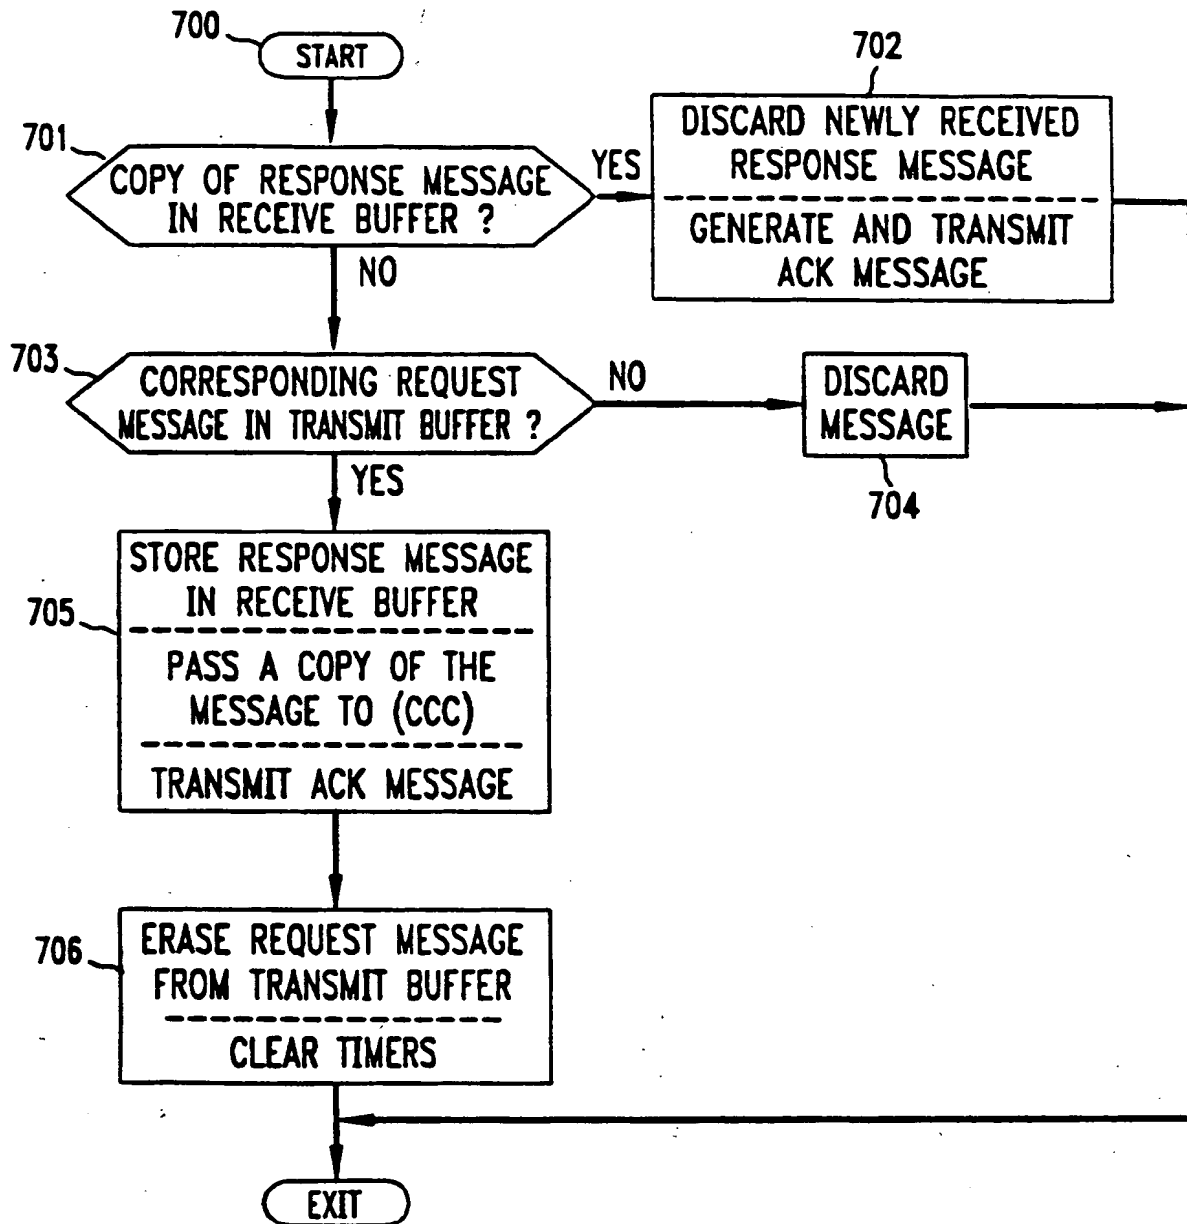 700
START
702
701
COPY OF RESPONSE MESSAGE
IN RECEIVE BUFFER ?
YES
DISCARD NEWLY RECEIVED
RESPONSE MESSAGE
GENERATE AND TRANSMIT
ACK MESSAGE
NO
703
CORRESPONDING REQUEST
MESSAGE IN TRANSMIT BUFFER ?
NO
DISCARD
MESSAGE
704
YES
705
STORE RESPONSE MESSAGE
IN RECEIVE BUFFER
PASS A COPY OF THE
MESSAGE TO (CCC)
TRANSMIT ACK MESSAGE
706
ERASE REQUEST MESSAGE
FROM TRANSMIT BUFFER
CLEAR TIMERS
EXIT